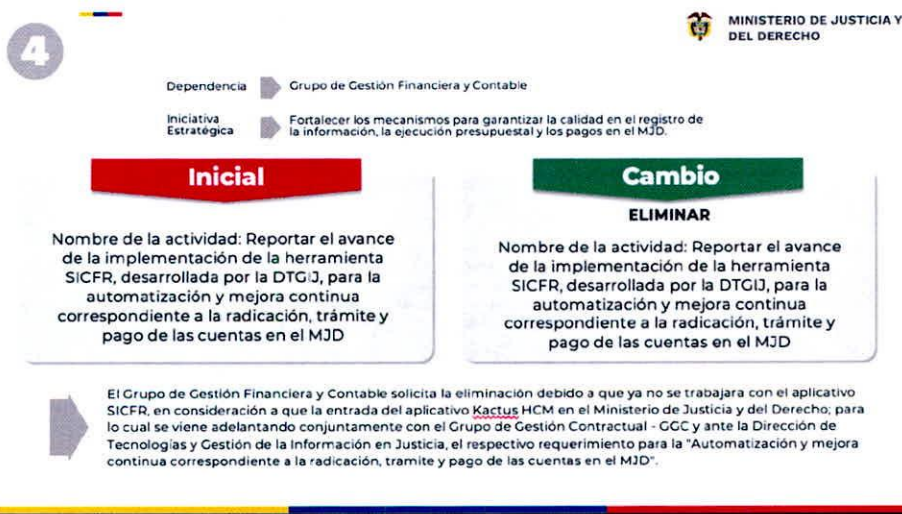 4
MINISTERIO DE JUSTICIA Y
DEL DERECHO
Dependencia Grupo de Gestión Financiera y Contable
Iniciativa
Estratégica
Fortalecer los mecanismos para garantizar la calidad en el registro de
la información, la ejecución presupuestal y los pagos en el MJD.
Inicial
Nombre de la actividad: Reportar el avance
de la implementación de la herramienta
SICFR, desarrollada por la DTGIJ, para la
automatización y mejora continua
correspondiente a la radicación, trámite y
pago de las cuentas en el MJD
Cambio
ELIMINAR
Nombre de la actividad: Reportar el avance
de la implementación de la herramienta
SICFR, desarrollada por la DTGIJ, para la
automatización y mejora continua
correspondiente a la radicación, trámite y
pago de las cuentas en el MJD
El Grupo de Gestión Financiera y Contable solicita la eliminación debido a que ya no se trabajara con el aplicativo
SICFR, en consideración a que la entrada del aplicativo Kactus HCM en el Ministerio de Justicia y del Derecho; para
lo cual se viene adelantando conjuntamente con el Grupo de Gestión Contractual - GGC y ante la Dirección de
Tecnologías y Gestión de la Información en Justicia, el respectivo requerimiento para la "Automatización y mejora
continua correspondiente a la radicación, tramite y pago de las cuentas en el MJD".